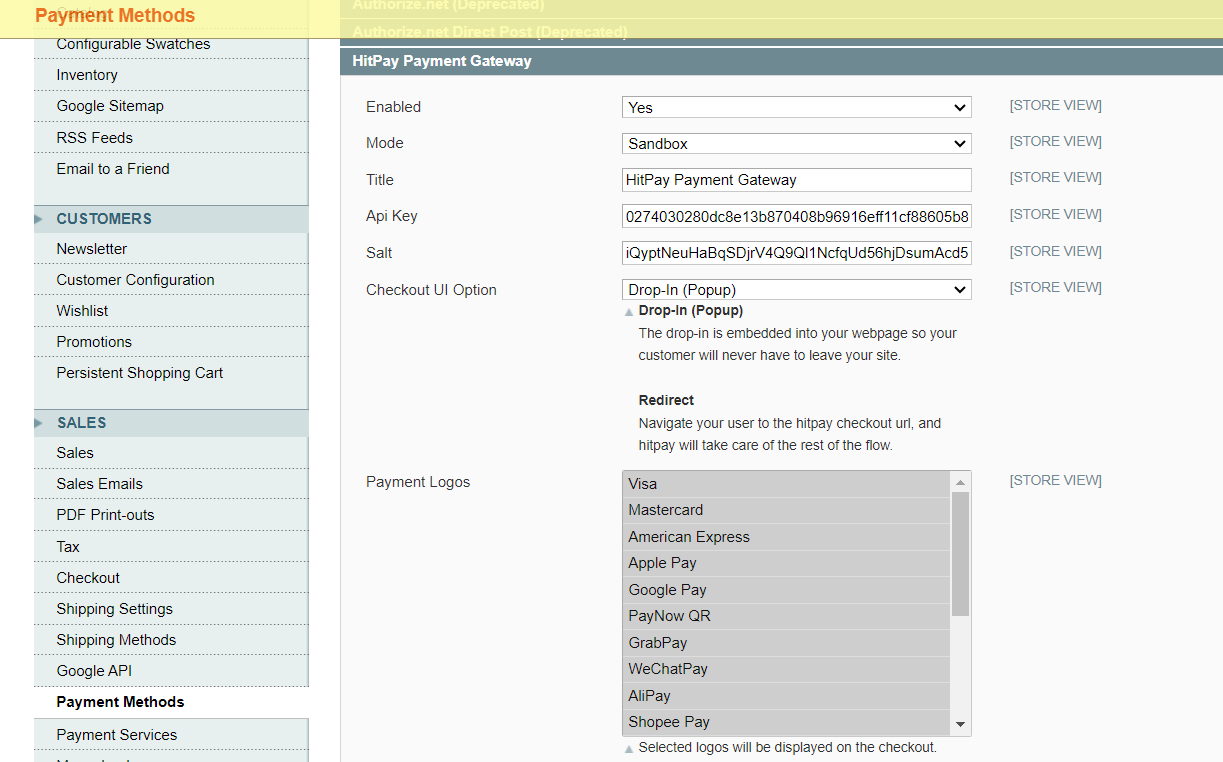 Payment Methods
Configurable Swatches
Inventory
Google Sitemap
RSS Feeds
Email to a Friend
CUSTOMERS
Newsletter
Customer Configuration
Wishlist
Promotions
Persistent Shopping Cart
SALES
Sales
Sales Emails
PDF Print-outs
Tax
Checkout
Shipping Settings
Shipping Methods
Google API
Payment Methods
Payment Services
Authorize.net (Deprecated)
Authorize.net Direct Post (Deprecated)
HitPay Payment Gateway
Enabled Yes [STORE VIEW]
Mode Sandbox [STORE VIEW]
Title HitPay Payment Gateway [STORE VIEW]
Api Key 0274030280dc8e13b870408b96916eff11cf88605b8 [STORE VIEW]
Salt iQyptNeuHaBqSDjrV4Q9Ql1NcfqUd56hjDsumAcd5 [STORE VIEW]
Checkout UI Option Drop-In (Popup) [STORE VIEW]
Drop-In (Popup)
The drop-in is embedded into your webpage so your
customer will never have to leave your site.
Redirect
Navigate your user to the hitpay checkout url, and
hitpay will take care of the rest of the flow.
Payment Logos [STORE VIEW]
Visa
Mastercard
American Express
Apple Pay
Google Pay
PayNow QR
GrabPay
WeChatPay
AliPay
Shopee Pay
Selected logos will be displayed on the checkout.